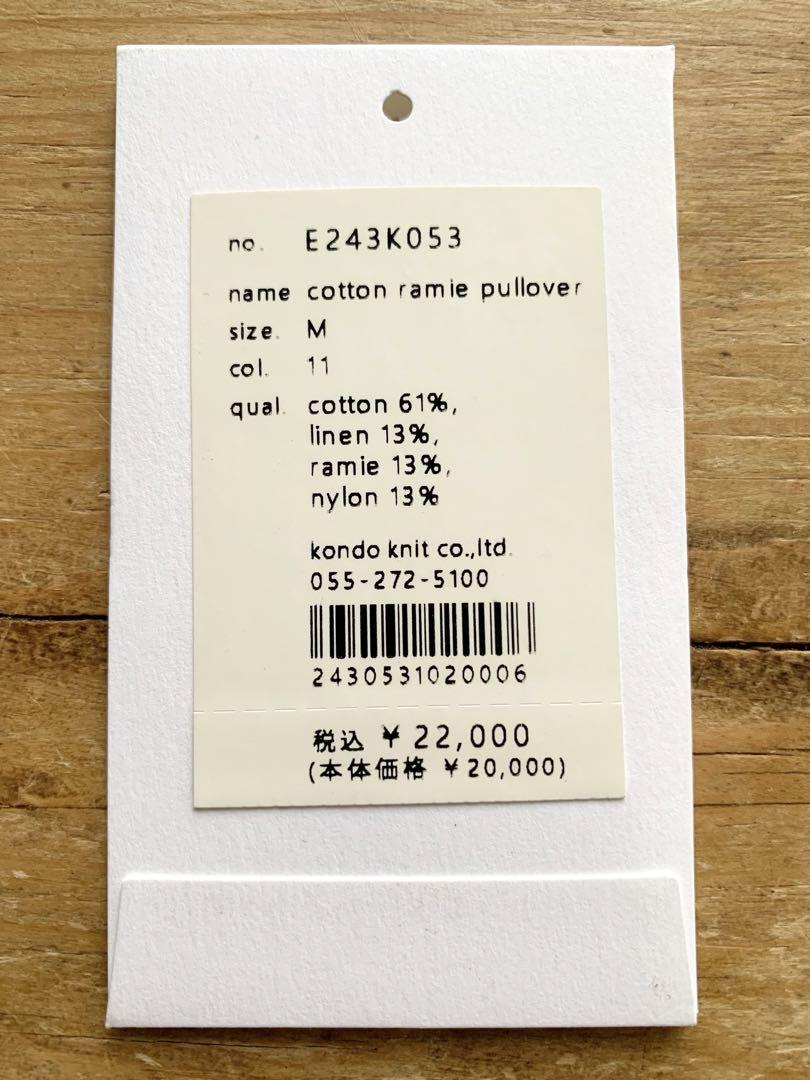 no. E243K053
name cotton ramie pullover
size. M
col. 11
qual. cotton 61%,
linen 13%,
ramie 13%,
nylon 13%
kondo knit co.,ltd.
055-272-5100
2430531020006
税込 ¥ 22,000
(本体価格 ¥20,000)